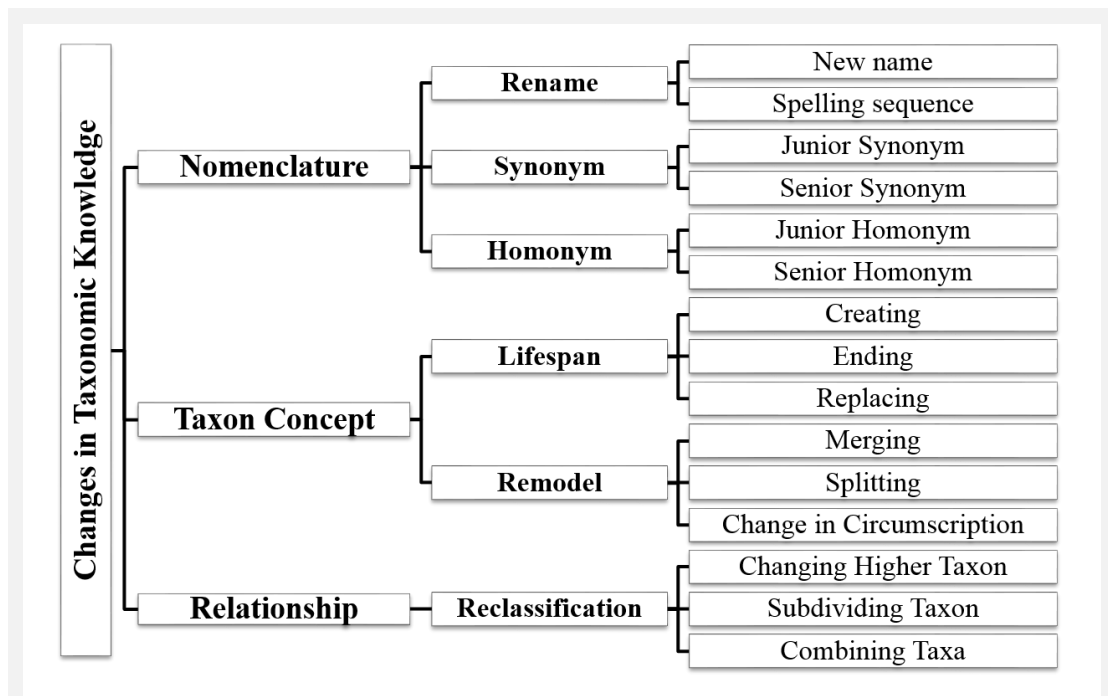 Changes in Taxonomic Knowledge
Nomenclature
Rename
New name
Spelling sequence
Synonym
Junior Synonym
Senior Synonym
Homonym
Junior Homonym
Senior Homonym
Taxon Concept
Lifespan
Creating
Ending
Replacing
Remodel
Merging
Splitting
Change in Circumscription
Relationship
Reclassification
Changing Higher Taxon
Subdividing Taxon
Combining Taxa